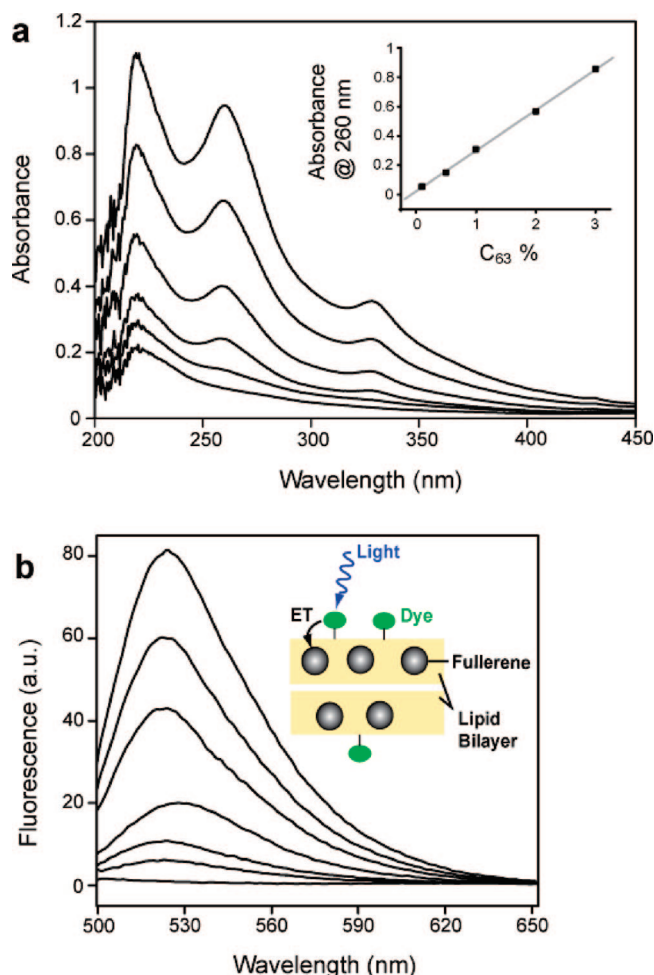 a
Absorbance
1.2
1
0.8
0.6
0.4
0.2
0
200
250
300
350
400
450
Wavelength (nm)
Absorbance
@ 260 nm
1
0.8
0.6
0.4
0.2
0
0
1
2
3
C₆₃ %
b
Fluorescence (a.u.)
80
60
40
20
0
500
530
560
590
620
650
Wavelength (nm)
Light
ET
Dye
Fullerene
Lipid
Bilayer